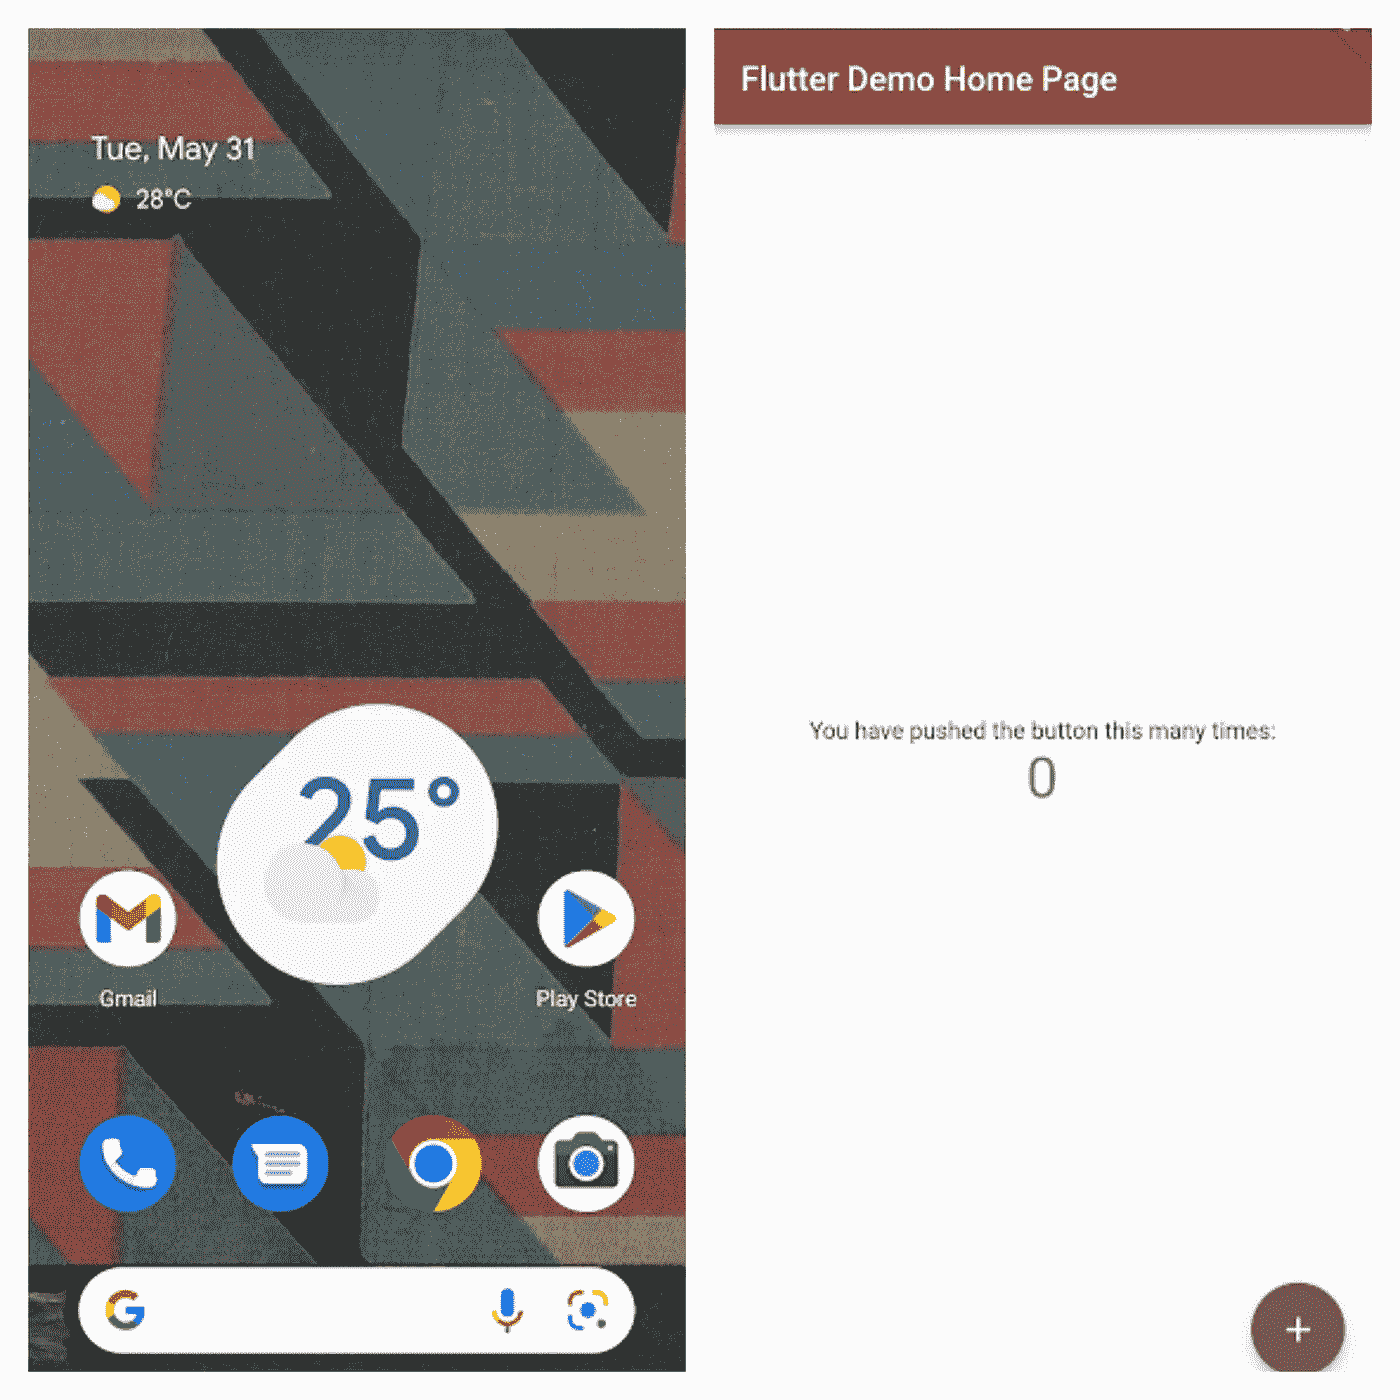 Tue, May 31
28°C
25°
Gmail
Play Store
Flutter Demo Home Page
You have pushed the button this many times:
0